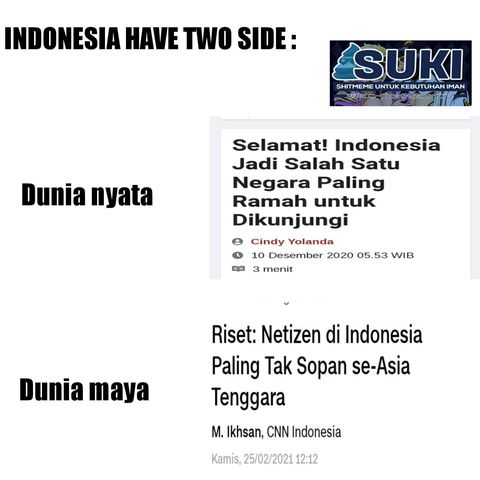 INDONESIA HAVE TWO SIDE :
SUKI
SHITMEME UNTUK KEBUTUHAN IMAN
Selamat! Indonesia
Jadi Salah Satu
Negara Paling
Ramah untuk
Dikunjungi
Dunia nyata
Cindy Yolanda
10 Desember 2020 05.53 WIB
3 menit
Riset: Netizen di Indonesia
Paling Tak Sopan se-Asia
Tenggara
Dunia maya
M. Ikhsan, CNN Indonesia
Kamis, 25/02/2021 12:12